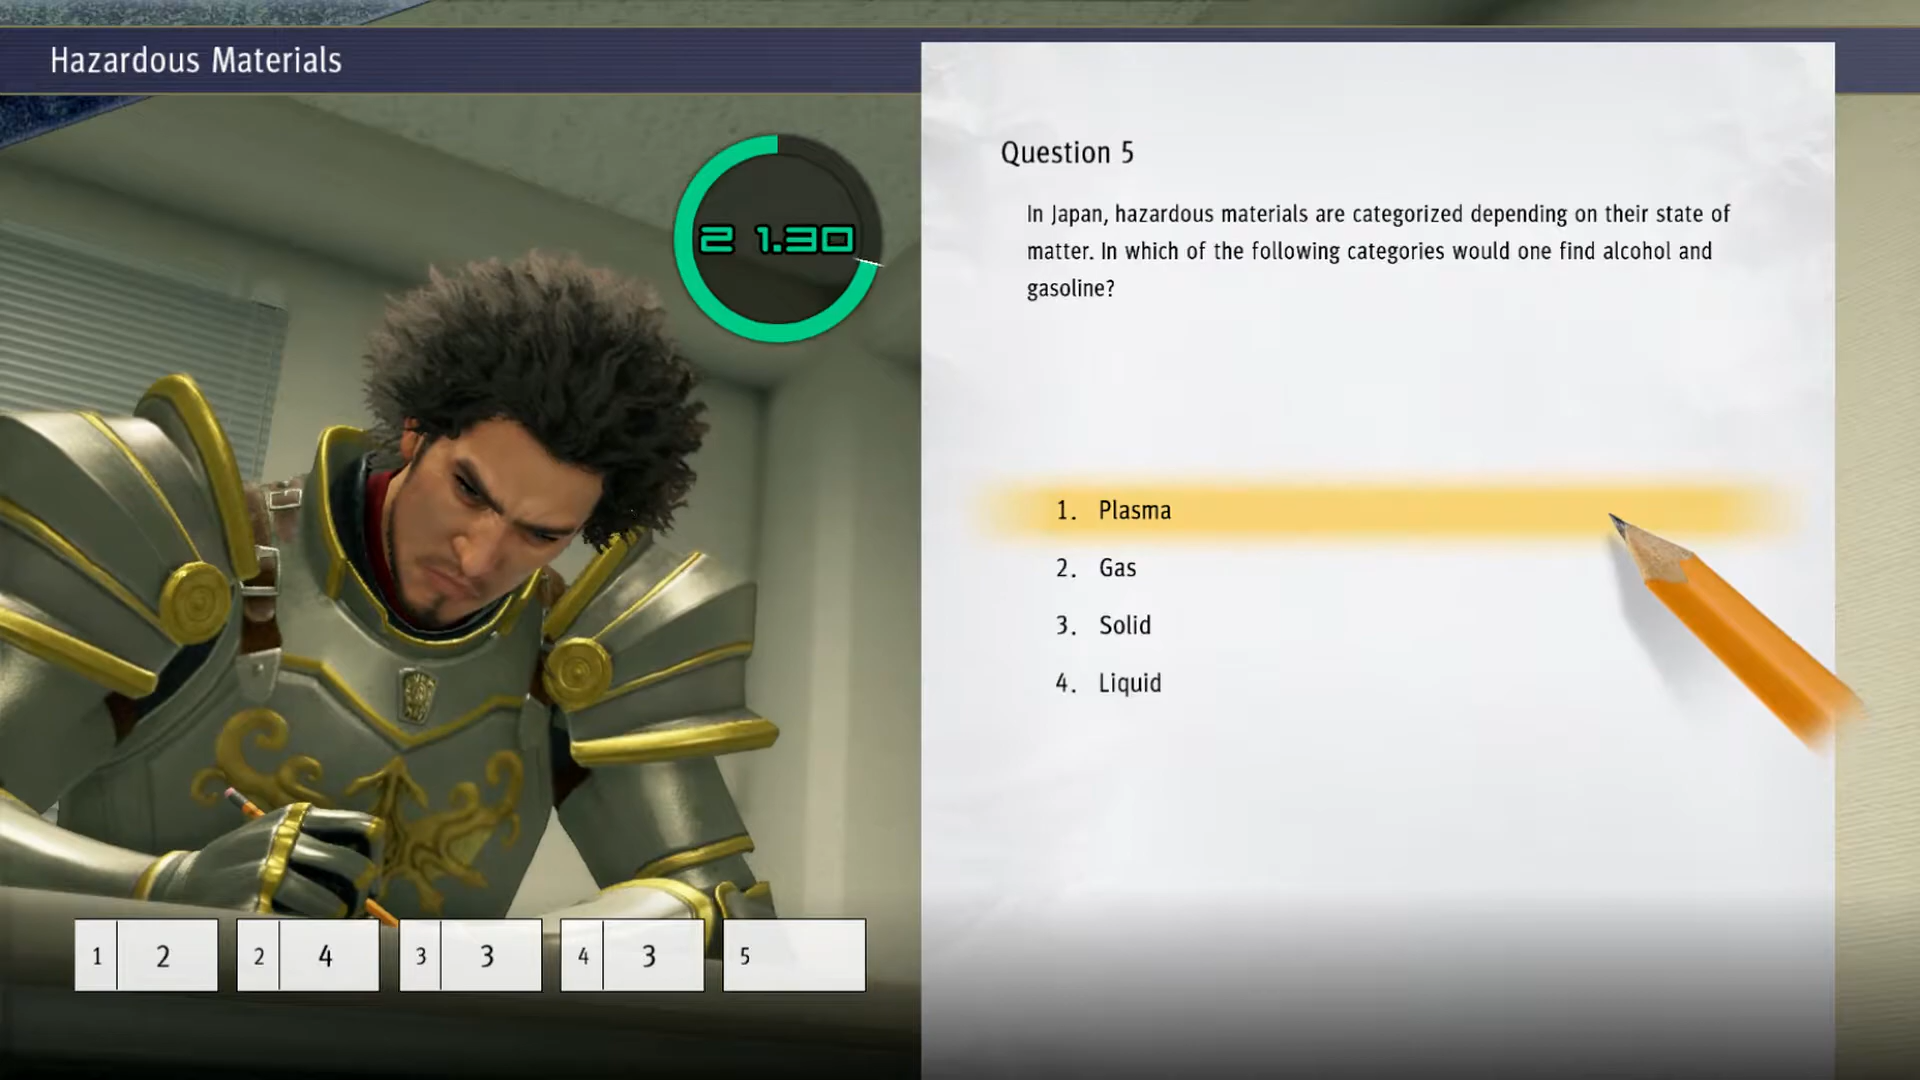 Hazardous Materials
21.30
Question 5
In Japan, hazardous materials are categorized depending on their state of
matter. In which of the following categories would one find alcohol and
gasoline?
1. Plasma
2. Gas
3. Solid
4. Liquid
1 2
2 4
3 3
4 3
5